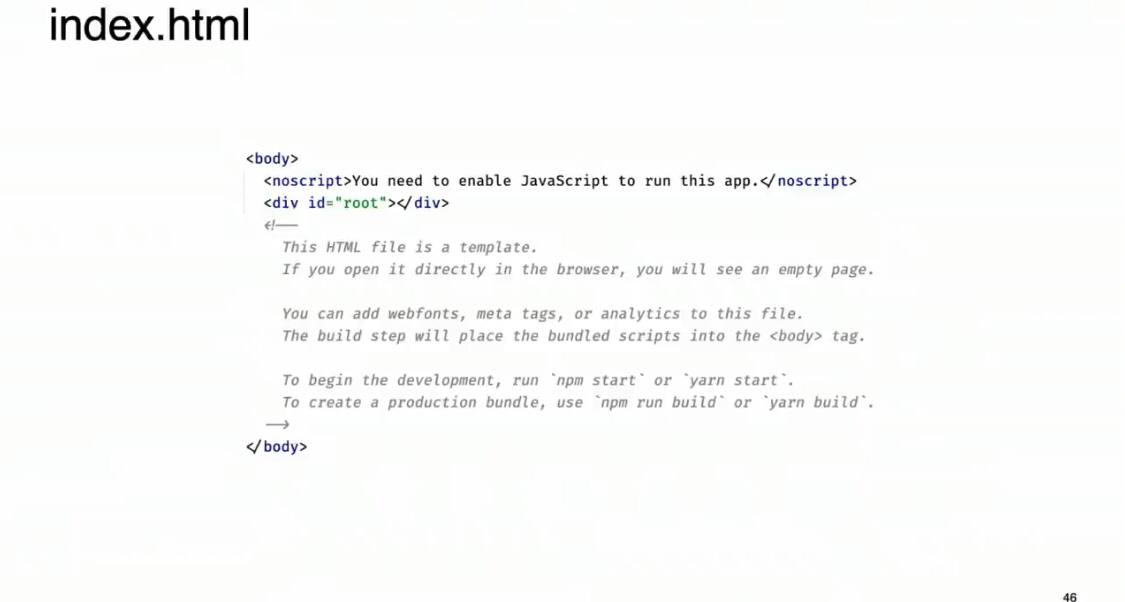 index.html
<body>
<noscript>You need to enable JavaScript to run this app.</noscript>
<div id="root"></div>
<!--
This HTML file is a template.
If you open it directly in the browser, you will see an empty page.
You can add webfonts, meta tags, or analytics to this file.
The build step will place the bundled scripts into the <body> tag.
To begin the development, run `npm start` or `yarn start`.
To create a production bundle, use `npm run build` or `yarn build`.
-->
</body>
46